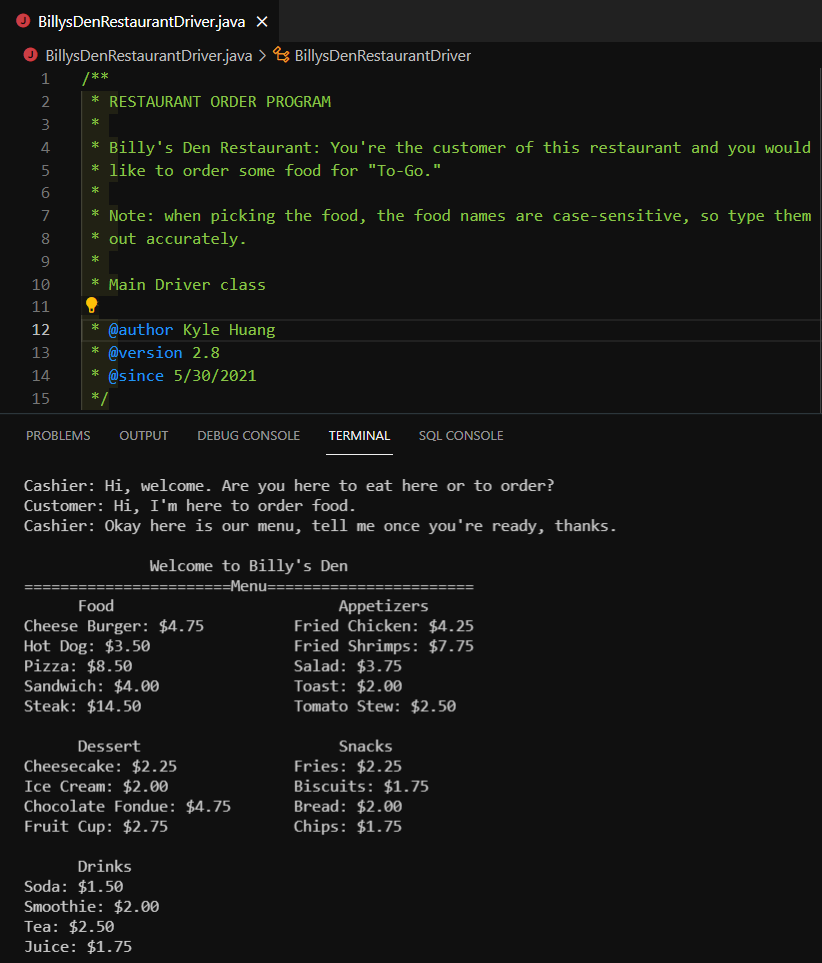 BillysDenRestaurantDriver.java
BillysDenRestaurantDriver.java > BillysDenRestaurantDriver
1 /**
2 * RESTAURANT ORDER PROGRAM
3 *
4 * Billy's Den Restaurant: You're the customer of this restaurant and you would
5 * like to order some food for "To-Go."
6 *
7 * Note: when picking the food, the food names are case-sensitive, so type them
8 * out accurately.
9 *
10 * Main Driver class
11
12 * @author Kyle Huang
13 * @version 2.8
14 * @since 5/30/2021
15 */
PROBLEMS OUTPUT DEBUG CONSOLE TERMINAL SQL CONSOLE
Cashier: Hi, welcome. Are you here to eat here or to order?
Customer: Hi, I'm here to order food.
Cashier: Okay here is our menu, tell me once you're ready, thanks.
Welcome to Billy's Den
=======================Menu=======================
Food Appetizers
Cheese Burger: $4.75 Fried Chicken: $4.25
Hot Dog: $3.50 Fried Shrimps: $7.75
Pizza: $8.50 Salad: $3.75
Sandwich: $4.00 Toast: $2.00
Steak: $14.50 Tomato Stew: $2.50
Dessert Snacks
Cheesecake: $2.25 Fries: $2.25
Ice Cream: $2.00 Biscuits: $1.75
Chocolate Fondue: $4.75 Bread: $2.00
Fruit Cup: $2.75 Chips: $1.75
Drinks
Soda: $1.50
Smoothie: $2.00
Tea: $2.50
Juice: $1.75